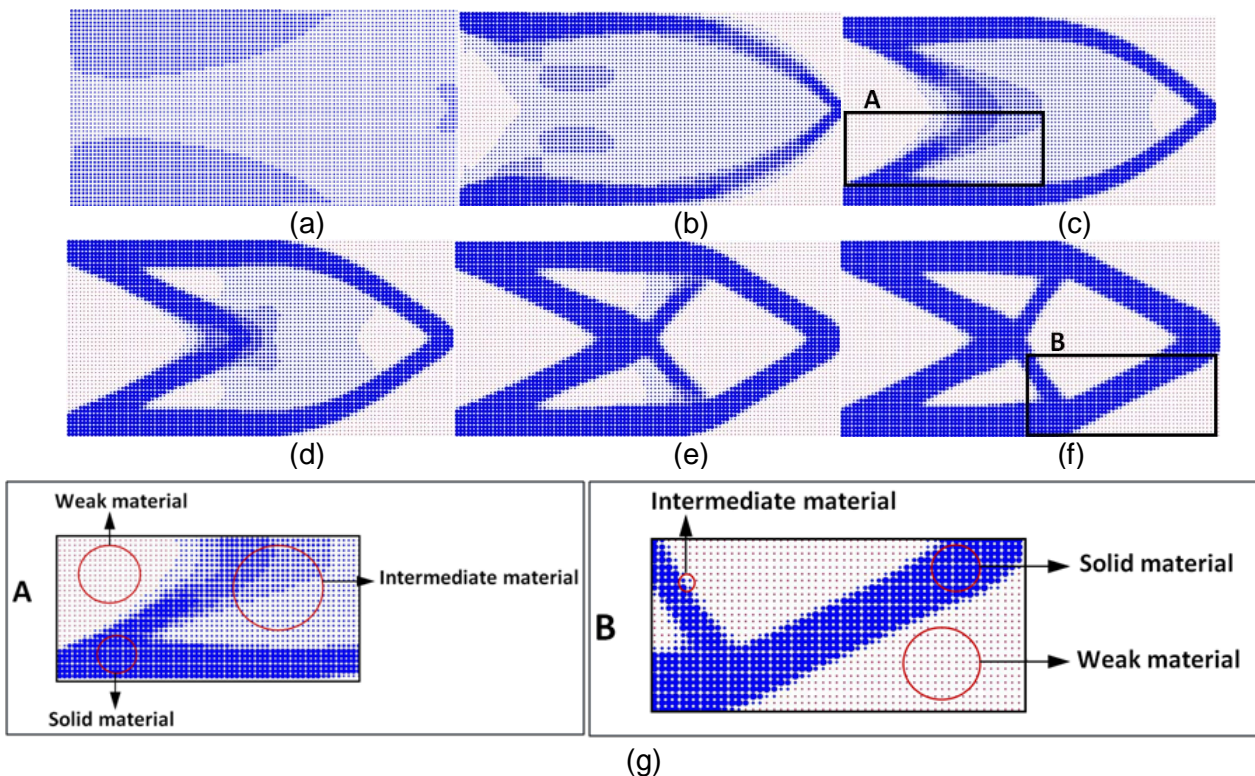 A
(a)
(b)
(c)
B
(d)
(e)
(f)
A
Weak material
Intermediate material
Solid material
B
Intermediate material
Solid material
Weak material
(g)